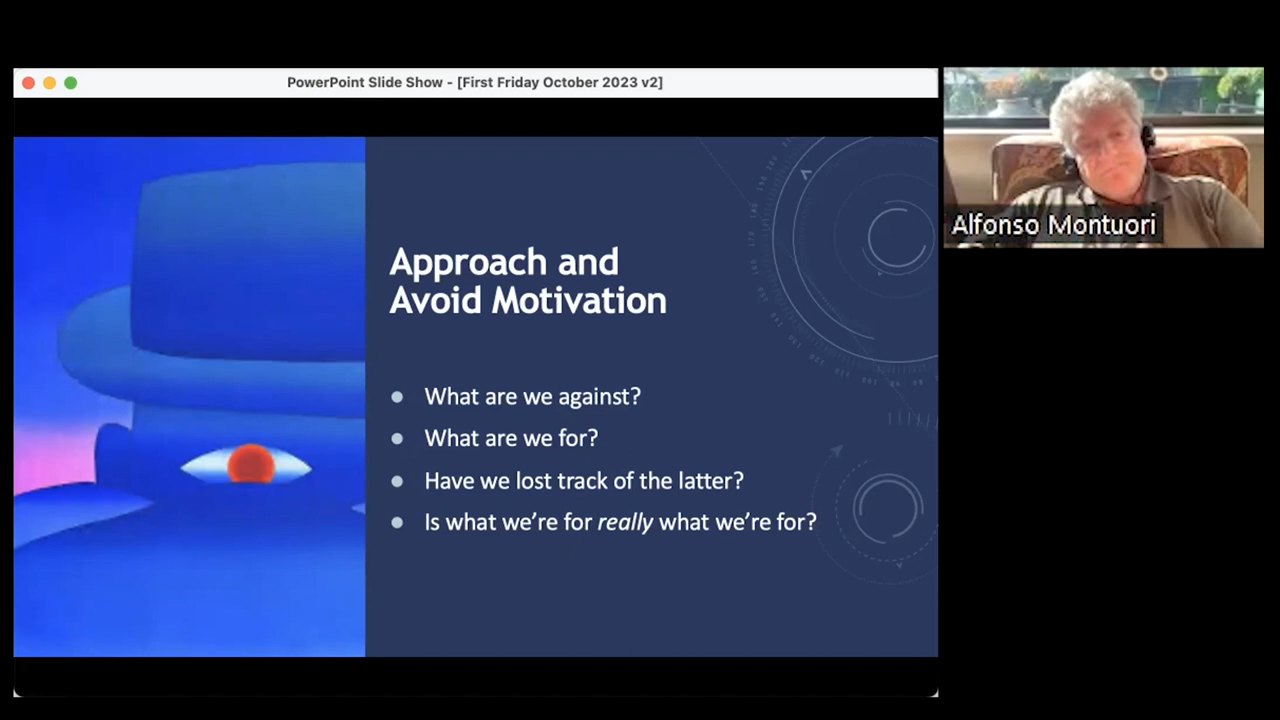 PowerPoint Slide Show - [First Friday October 2023 v2]
Approach and
Avoid Motivation
What are we against?
What are we for?
Have we lost track of the latter?
Is what we're for really what we're for?
Alfonso Montuori